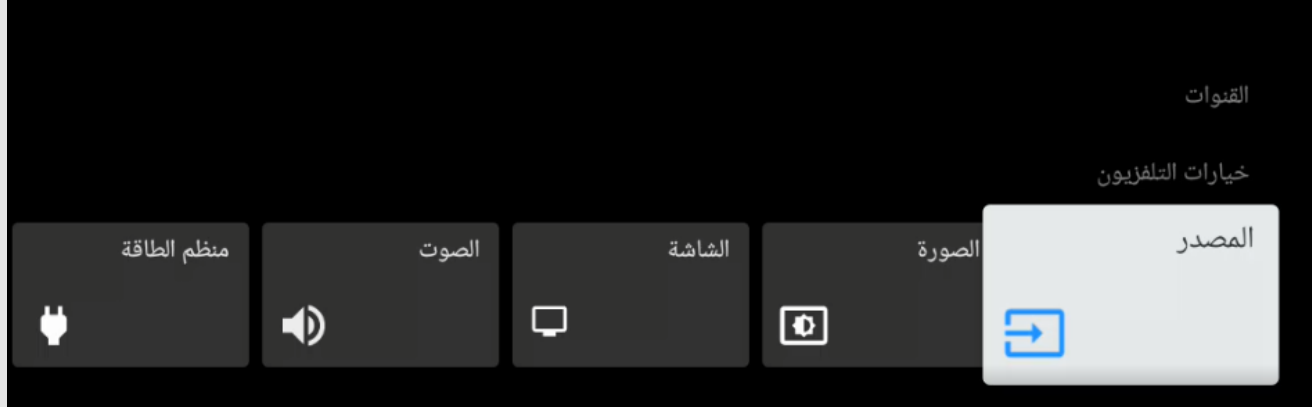 القنوات
خيارات التلفزيون
المصدر
الصورة
الشاشة
الصوت
منظم الطاقة